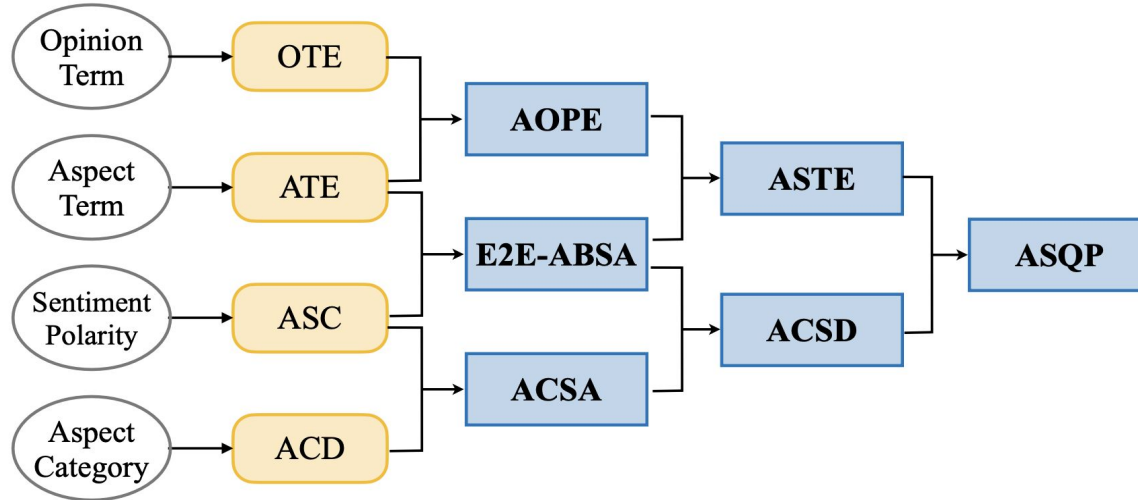 Opinion
Term
OTE
AOPE
Aspect
Term
ATE
ASTE
E2E-ABSA
ASQP
Sentiment
Polarity
ASC
ACSD
ACSA
Aspect
Category
ACD